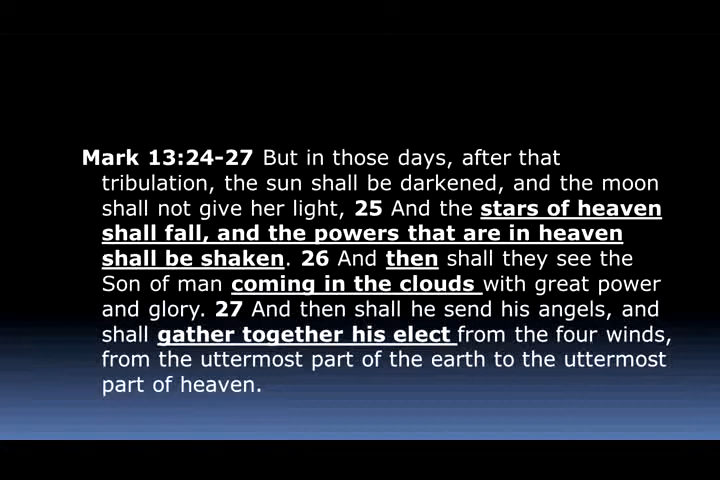 Mark 13:24-27 But in those days, after that
tribulation, the sun shall be darkened, and the moon
shall not give her light, 25 And the stars of heaven
shall fall, and the powers that are in heaven
shall be shaken. 26 And then shall they see the
Son of man coming in the clouds with great power
and glory. 27 And then shall he send his angels, and
shall gather together his elect from the four winds,
from the uttermost part of the earth to the uttermost
part of heaven.